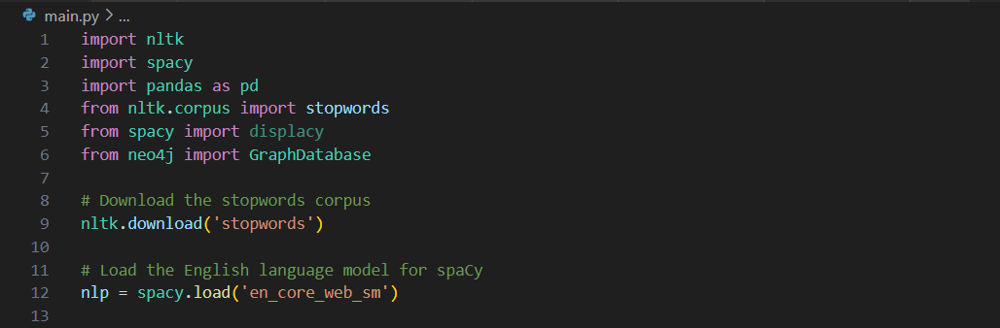 main.py > ...
1 import nltk
2 import spacy
3 import pandas as pd
4 from nltk.corpus import stopwords
5 from spacy import displacy
6 from neo4j import GraphDatabase
7
8 # Download the stopwords corpus
9 nltk.download('stopwords')
10
11 # Load the English language model for spaCy
12 nlp = spacy.load('en_core_web_sm')
13